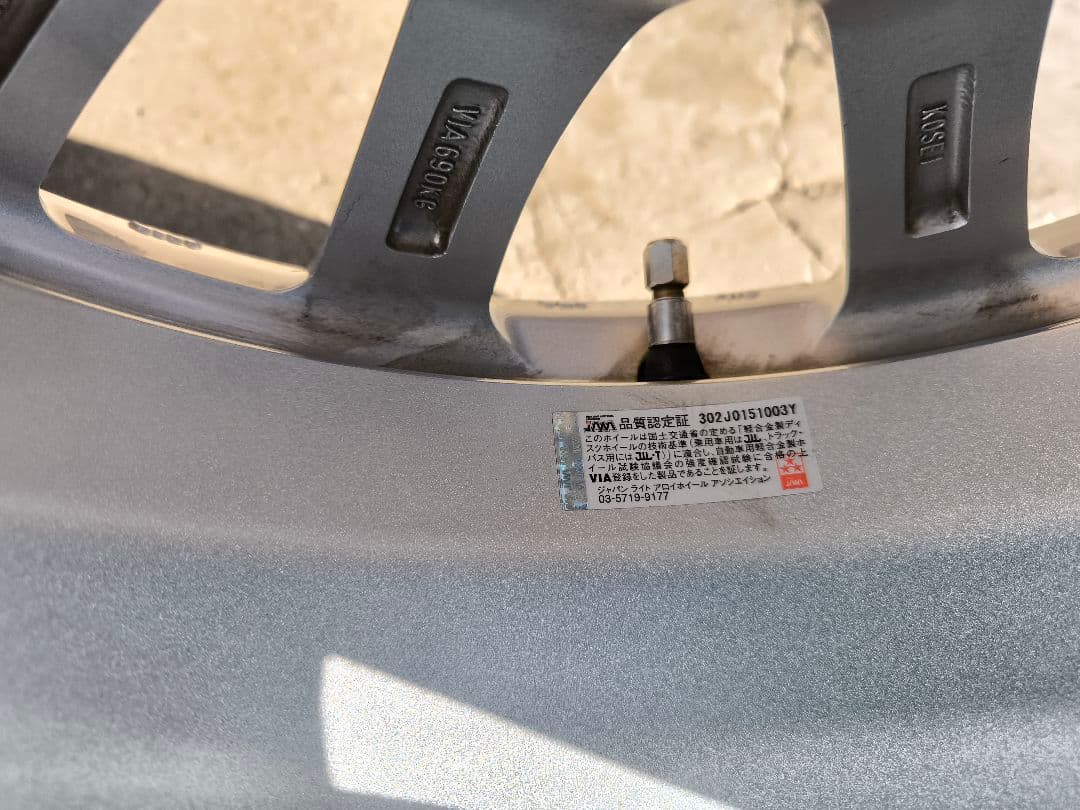 VIA690KG
KOSEI
JAWA 品質認定証 302J0151003Y
このホイールは国土交通省の定める「軽合金製ディ
スクホイールの技術基準(乗用車用はJWL、トラック・
バス用にはJWL-T)」に適合し、自動車用軽合金製ホ
イール試験協議会の強度確認試験に合格の上
VIA登録をした製品であることを証します。
ジャパン ライト アロイホイール アソシエイション
03-5719-9177